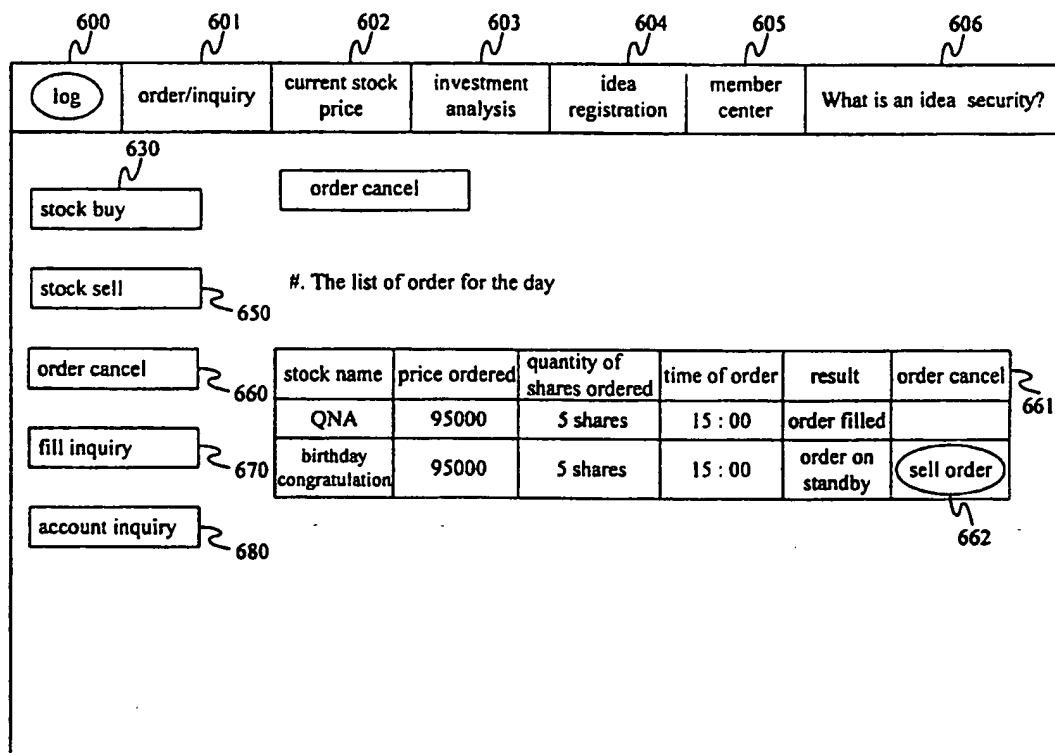 600 601 602 603 604 605 606
log order/inquiry current stock price investment analysis idea registration member center What is an idea security?
630
stock buy
order cancel
stock sell
650
#. The list of order for the day
order cancel
660
stock name price ordered quantity of shares ordered time of order result order cancel
661
QNA 95000 5 shares 15 : 00 order filled
fill inquiry
670
birthday congratulation 95000 5 shares 15 : 00 order on standby sell order
662
account inquiry
680